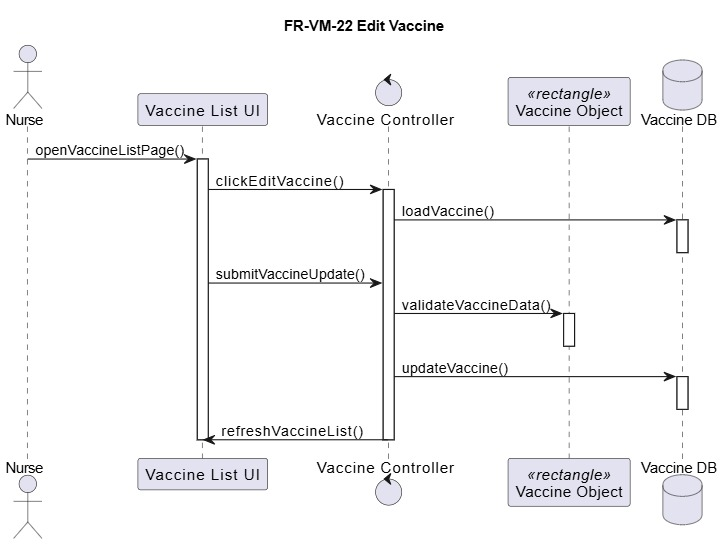 FR-VM-22 Edit Vaccine
Nurse
Vaccine List UI
Vaccine Controller
«rectangle»
Vaccine Object
Vaccine DB
openVaccineListPage()
clickEditVaccine()
loadVaccine()
submitVaccineUpdate()
validateVaccineData()
updateVaccine()
refreshVaccineList()
Nurse
Vaccine List UI
Vaccine Controller
«rectangle»
Vaccine Object
Vaccine DB